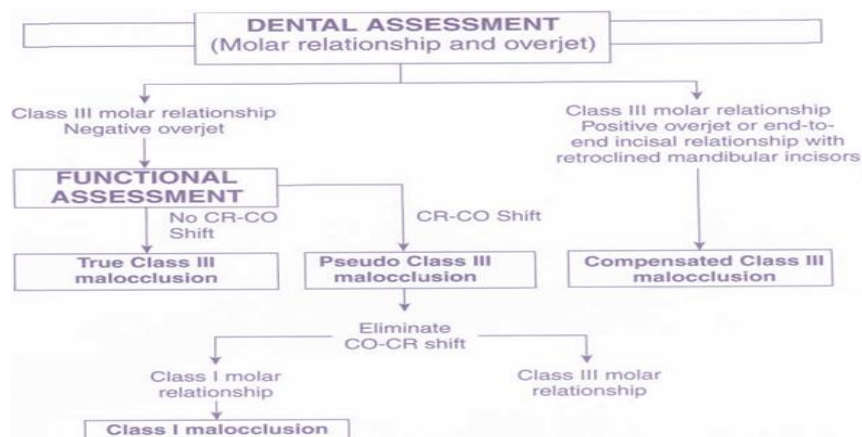 DENTAL ASSESSMENT
(Molar relationship and overjet)
Class III molar relationship
Negative overjet
Class III molar relationship
Positive overjet or end-to-
end incisal relationship with
retroclined mandibular incisors
FUNCTIONAL
ASSESSMENT
No CR-CO
Shift
CR-CO Shift
True Class III
malocclusion
Pseudo Class III
malocclusion
Compensated Class III
malocclusion
Eliminate
CO-CR shift
Class I molar
relationship
Class III molar
relationship
Class I malocclusion